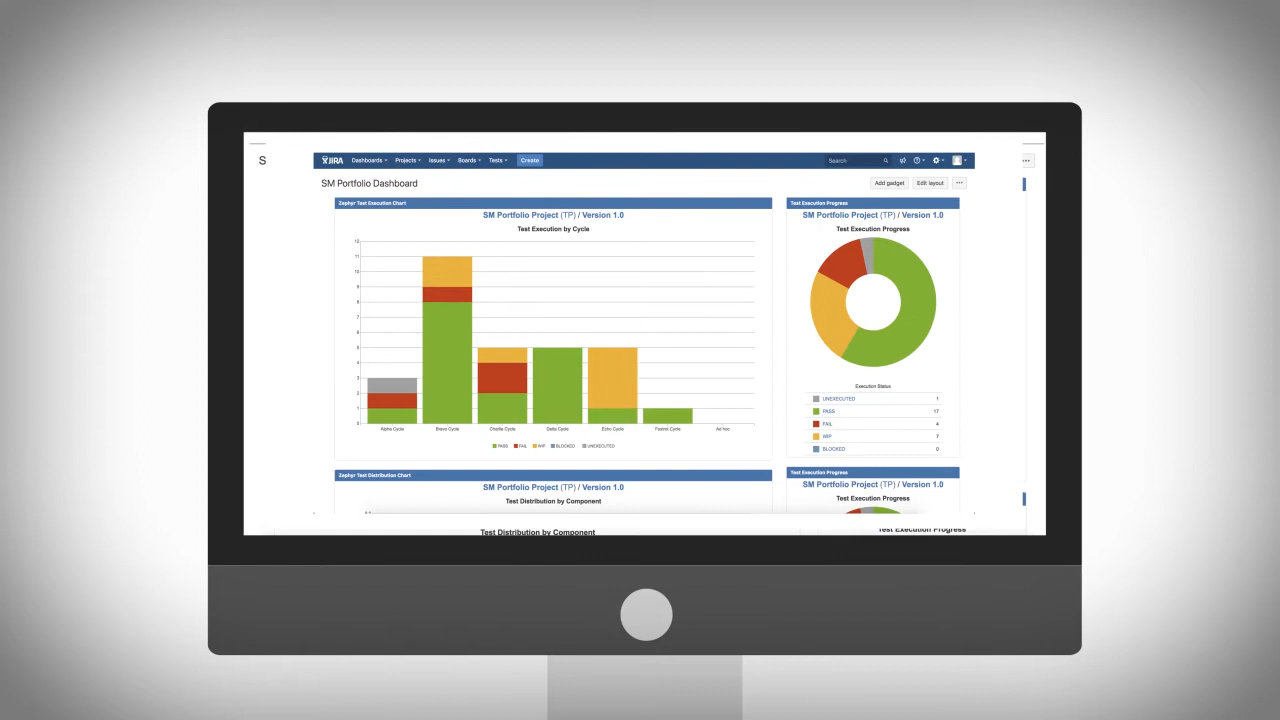 S
JIRA Dashboards Projects Issues Boards Tests Create Search
SM Portfolio Dashboard Add gadget Edit layout
Zephyr Test Execution Chart
SM Portfolio Project (TP) / Version 1.0
Test Execution by Cycle
12
11
10
9
8
7
6
5
4
3
2
1
0
Alpha Cycle Bravo Cycle Charlie Cycle Delta Cycle Echo Cycle Foxtrot Cycle Ad hoc
PASS FAIL WIP BLOCKED UNEXECUTED
Test Execution Progress
SM Portfolio Project (TP) / Version 1.0
Test Execution Progress
Execution Status
UNEXECUTED 1
PASS 17
FAIL 4
WIP 7
BLOCKED 0
Zephyr Test Distribution Chart
SM Portfolio Project (TP) / Version 1.0
Test Distribution by Component
Test Execution Progress
SM Portfolio Project (TP) / Version 1.0
Test Execution Progress
Test Distribution by Component
Test Execution Progress